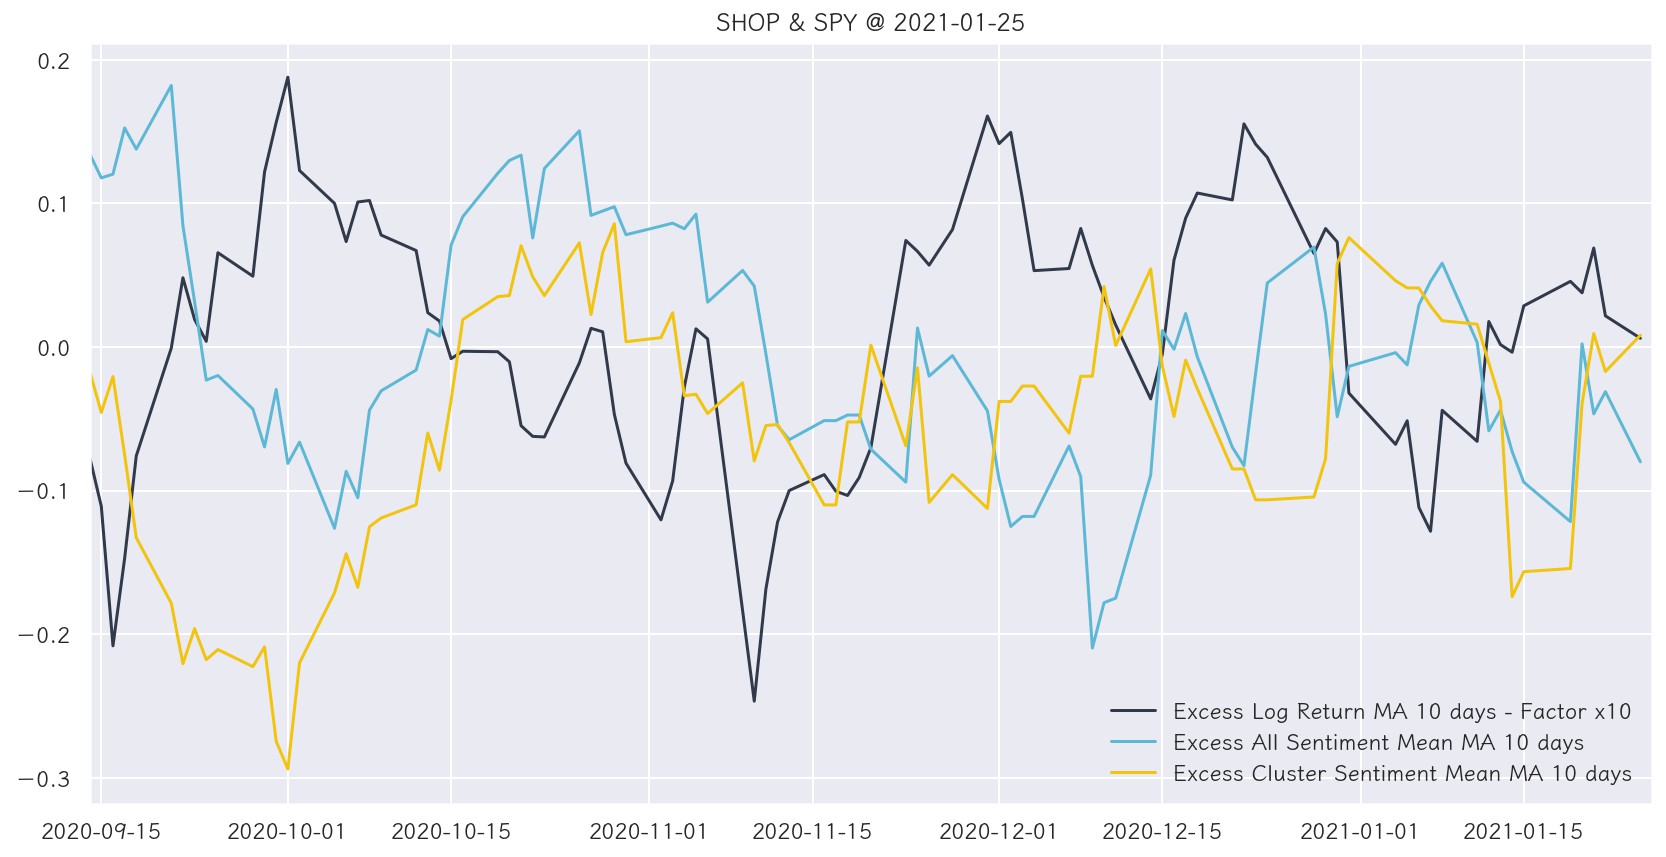 SHOP & SPY @ 2021-01-25
0.2
0.1
0.0
−0.1
−0.2
−0.3
Excess Log Return MA 10 days - Factor x10
Excess All Sentiment Mean MA 10 days
Excess Cluster Sentiment Mean MA 10 days
2020-09-15 2020-10-01 2020-10-15 2020-11-01 2020-11-15 2020-12-01 2020-12-15 2021-01-01 2021-01-15